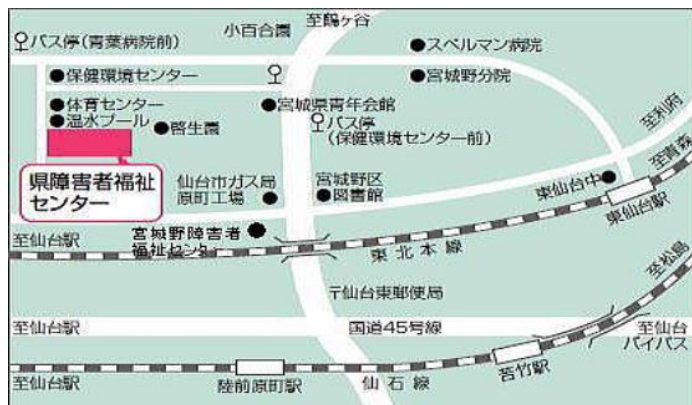 至鶴ヶ谷
小百合園
バス停(青葉病院前)
スペルマン病院
保健環境センター
宮城野分院
体育センター
宮城県青年会館
温水プール
啓生園
バス停
(保健環境センター前)
至利府
至青森
県障害者福祉
センター
仙台市ガス局
原町工場
宮城野区
図書館
東仙台中
東仙台駅
宮城野障害者
福祉センター
至仙台駅
東北本線
至松島
〒仙台東郵便局
至仙台駅
国道45号線
至仙台
バイパス
苦竹駅
至仙台駅
陸前原町駅
仙石線